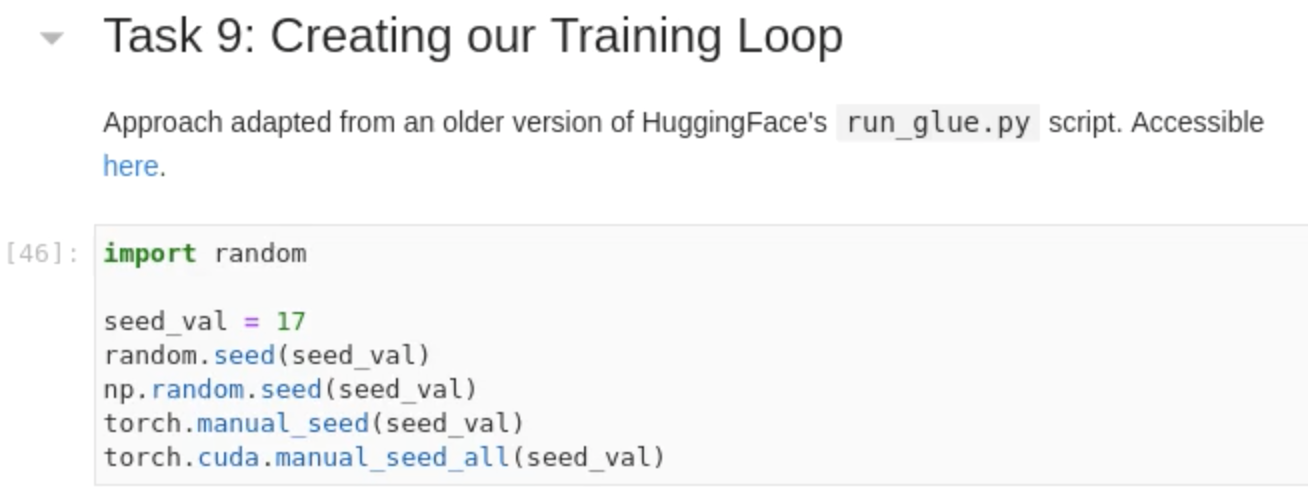 Task 9: Creating our Training Loop
Approach adapted from an older version of HuggingFace's run_glue.py script. Accessible
here.
[46]: import random
seed_val = 17
random.seed(seed_val)
np.random.seed(seed_val)
torch.manual_seed(seed_val)
torch.cuda.manual_seed_all(seed_val)